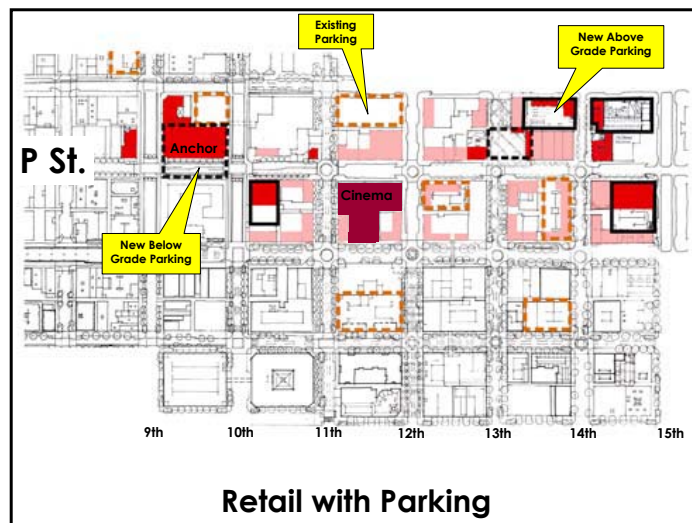 Existing
Parking
New Above
Grade Parking
Anchor
P St.
Cinema
New Below
Grade Parking
9th 10th 11th 12th 13th 14th 15th
Retail with Parking